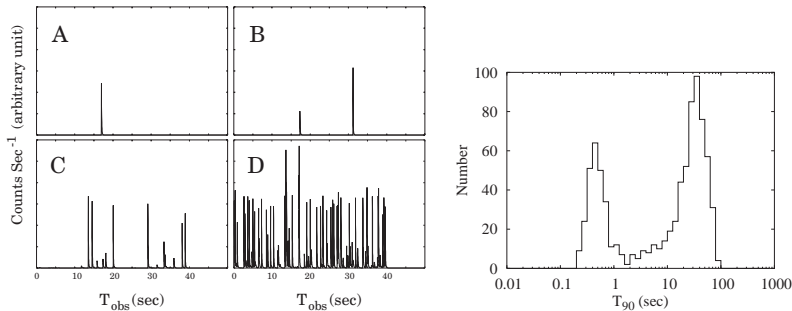 A
B
C
D
Counts Sec⁻¹ (arbitrary unit)
0 10 20 30 40
0 10 20 30 40
T_obs (sec)
T_obs (sec)
100
80
60
40
20
0
Number
0.01 0.1 1 10 100 1000
T_90 (sec)